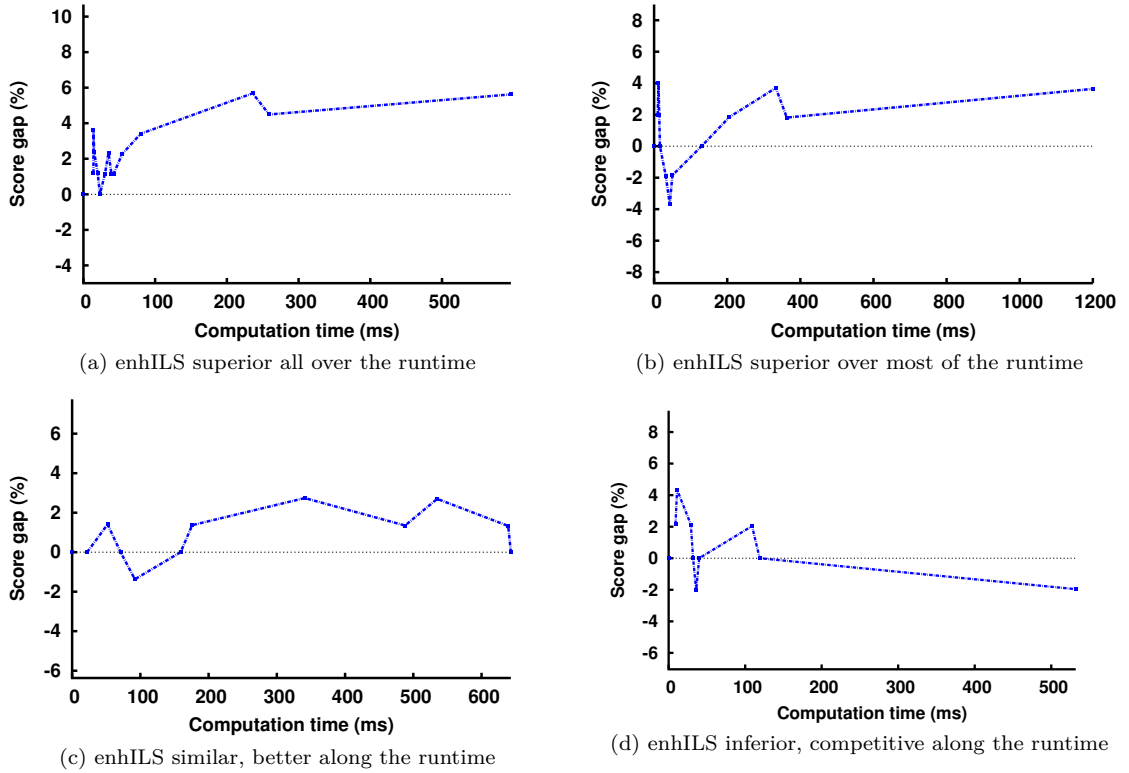 10
8
6
4
2
0
-2
-4
Score gap (%)
0 100 200 300 400 500
Computation time (ms)
(a) enhILS superior all over the runtime
8
6
4
2
0
-2
-4
-6
-8
Score gap (%)
0 200 400 600 800 1000 1200
Computation time (ms)
(b) enhILS superior over most of the runtime
6
4
2
0
-2
-4
-6
Score gap (%)
0 100 200 300 400 500 600
Computation time (ms)
(c) enhILS similar, better along the runtime
8
6
4
2
0
-2
-4
-6
Score gap (%)
0 100 200 300 400 500
Computation time (ms)
(d) enhILS inferior, competitive along the runtime